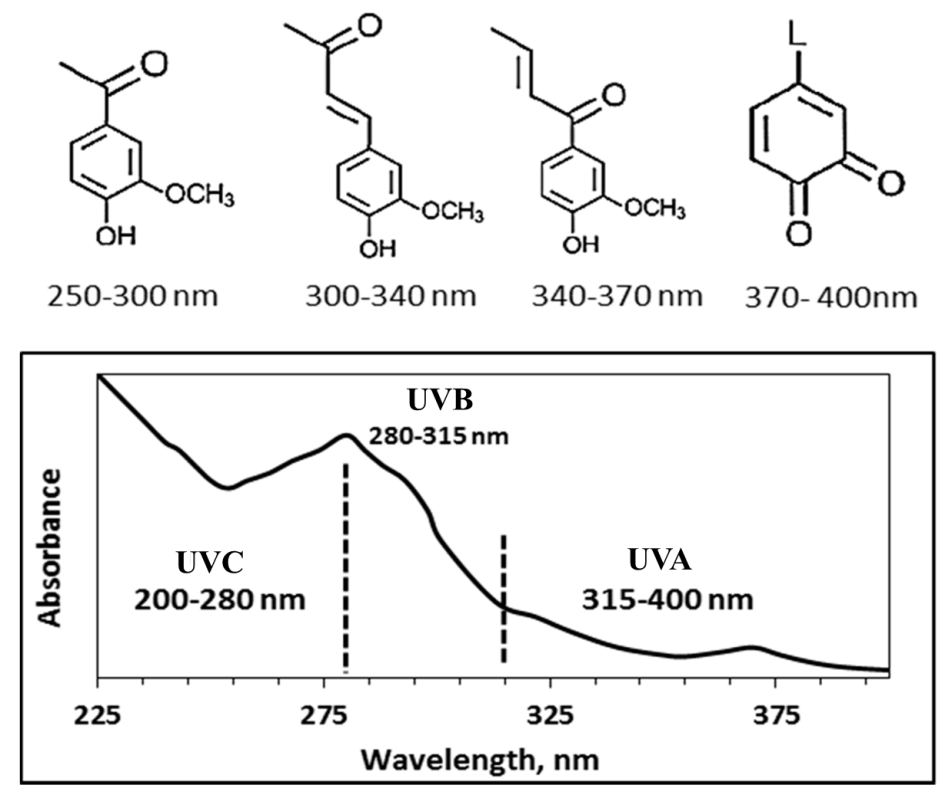 O O O L
OCH3 OCH3 OCH3 O
OH OH OH O
250-300 nm 300-340 nm 340-370 nm 370- 400nm
UVB
280-315 nm
UVC
200-280 nm
UVA
315-400 nm
Absorbance
225 275 325 375
Wavelength, nm